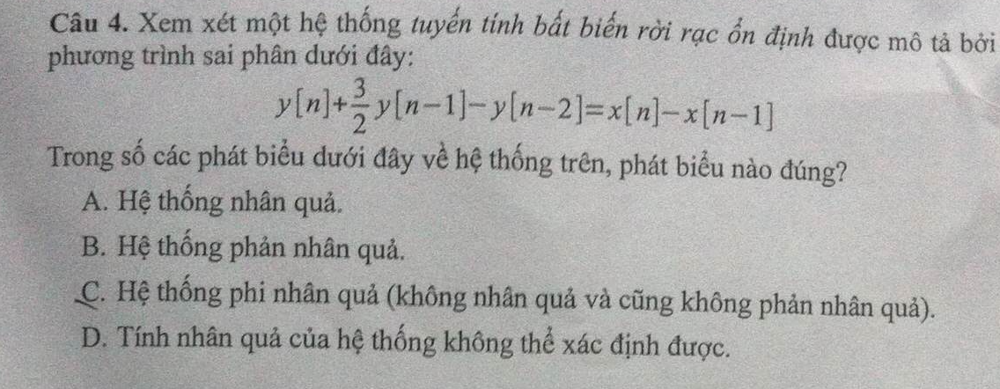 Câu 4. Xem xét một hệ thống tuyến tính bất biến rời rạc ổn định được mô tả bởi
phương trình sai phân dưới đây:
y[n]+\frac{3}{2}y[n−1]−y[n−2]=x[n]−x[n−1]
Trong số các phát biểu dưới đây về hệ thống trên, phát biểu nào đúng?
A. Hệ thống nhân quả.
B. Hệ thống phản nhân quả.
C. Hệ thống phi nhân quả (không nhân quả và cũng không phản nhân quả).
D. Tính nhân quả của hệ thống không thể xác định được.